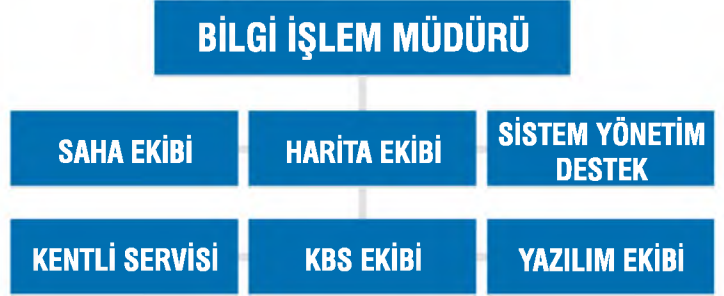 BİLGİ İŞLEM MÜDÜRÜ
SAHA EKİBİ
HARİTA EKİBİ
SİSTEM YÖNETİM
DESTEK
KENTLİ SERVİSİ
KBS EKİBİ
YAZILIM EKİBİ